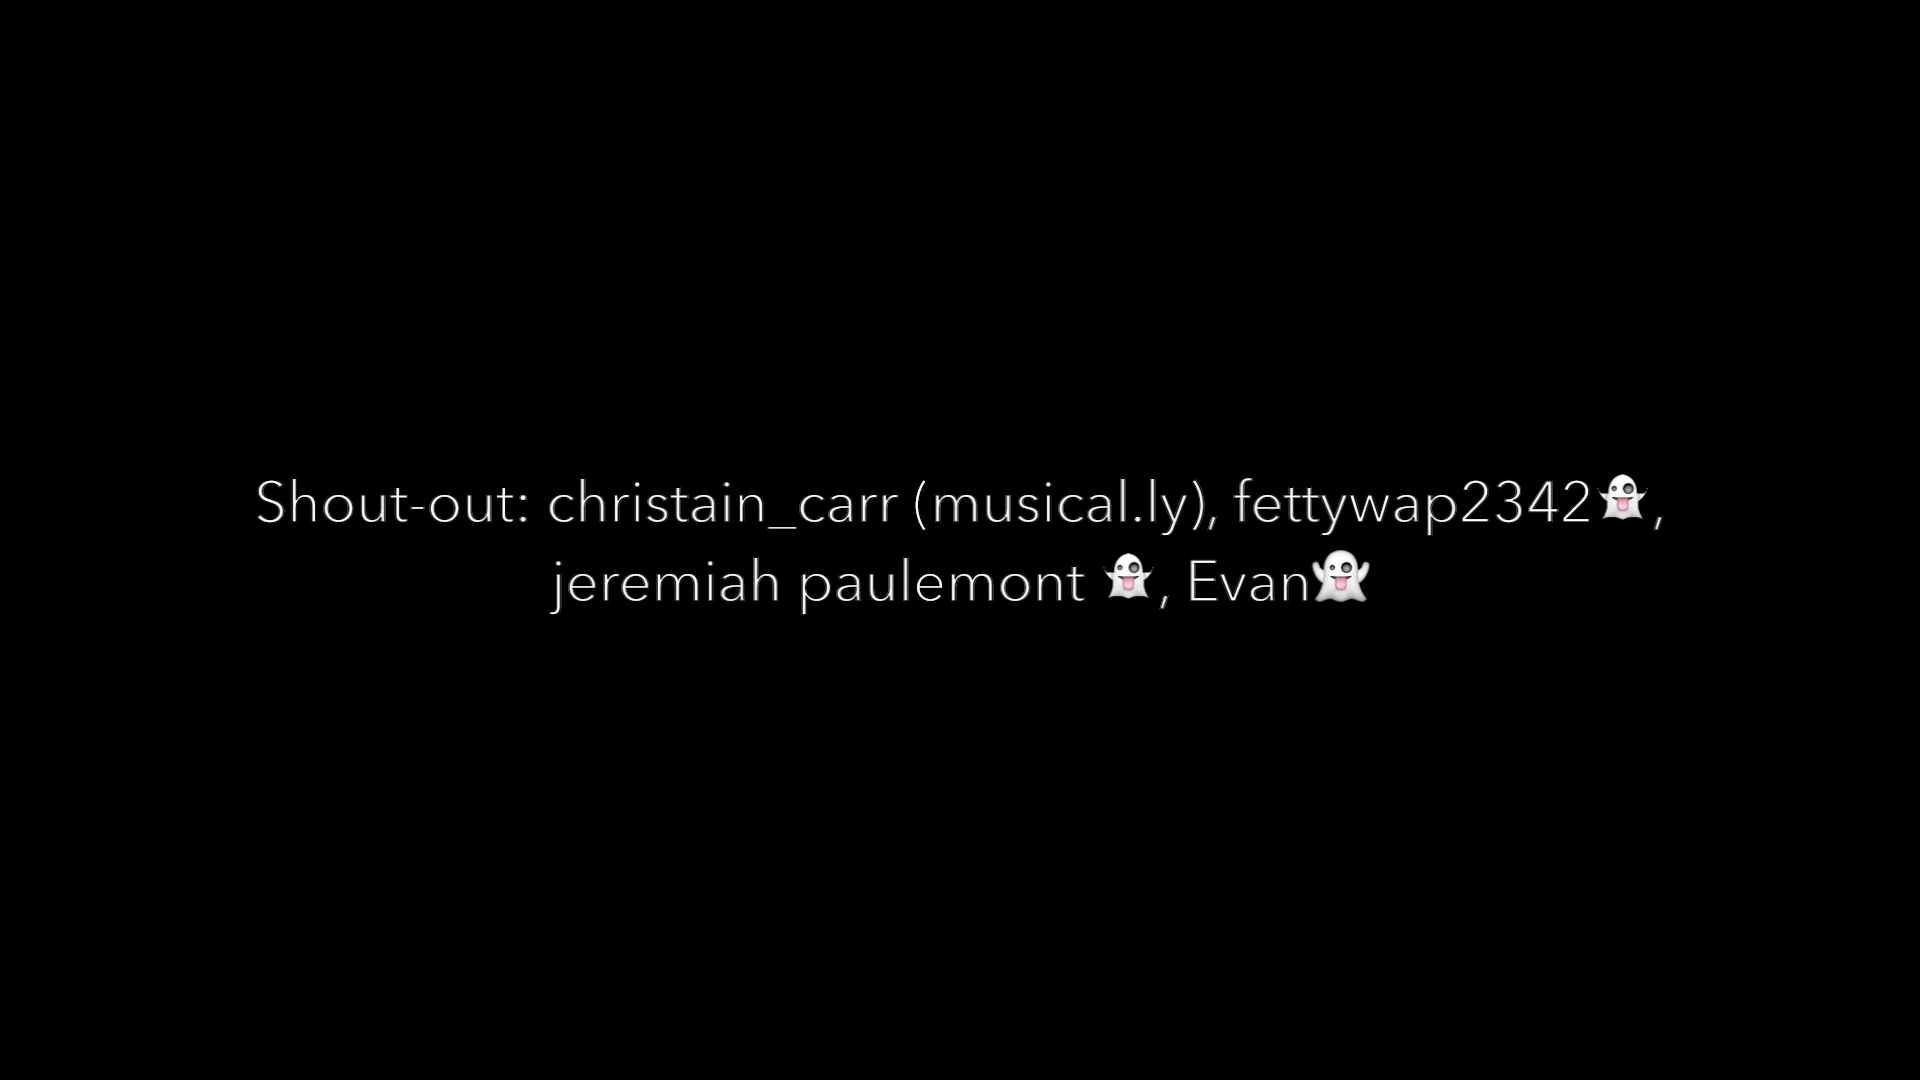 Shout-out: christain_carr (musical.ly), fettywap2342👻,
jeremiah paulemont 👻, Evan👻